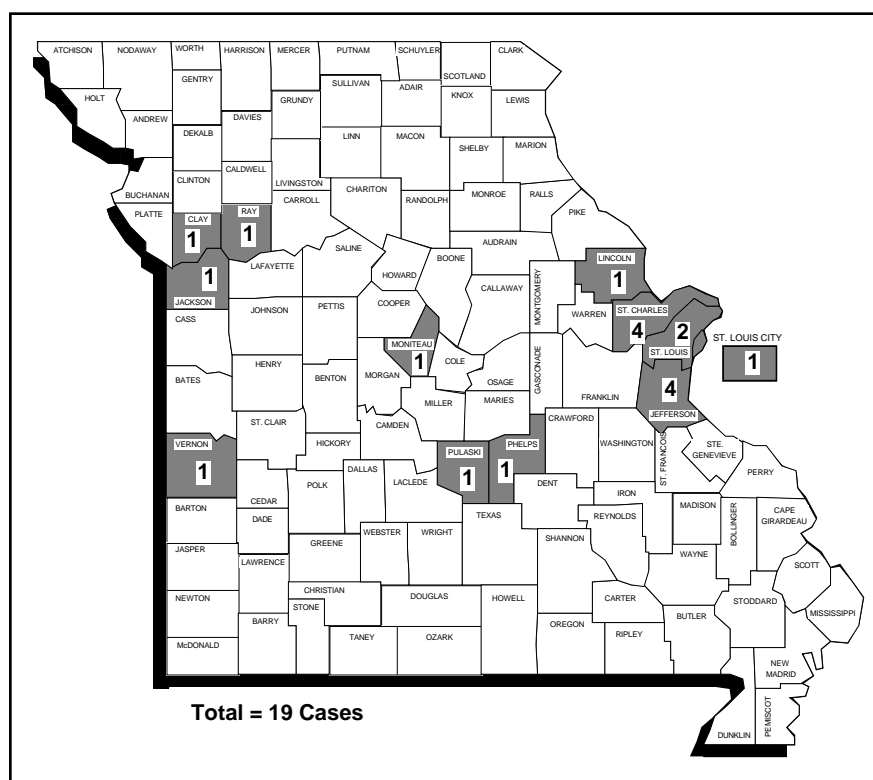 ATCHISON
NODAWAY
WORTH
HARRISON
MERCER
PUTNAM
SCHUYLER
SCOTLAND
CLARK
HOLT
GENTRY
SULLIVAN
ADAIR
KNOX
LEWIS
ANDREW
DAVIES
GRUNDY
DEKALB
LINN
MACON
SHELBY
MARION
BUCHANAN
CLINTON
CALDWELL
LIVINGSTON
CHARITON
RANDOLPH
MONROE
RALLS
PIKE
PLATTE
CLAY
1
RAY
1
CARROLL
SALINE
HOWARD
BOONE
AUDRAIN
LINCOLN
1
1
JACKSON
LAFAYETTE
COOPER
CALLAWAY
MONTGOMERY
WARREN
ST. CHARLES
4
2
ST. LOUIS
ST. LOUIS CITY
1
CASS
JOHNSON
PETTIS
MONITEAU
1
COLE
OSAGE
GASCONADE
FRANKLIN
4
JEFFERSON
BATES
HENRY
BENTON
MORGAN
MILLER
MARIES
CRAWFORD
WASHINGTON
ST. FRANCOIS
STE.
GENEVIEVE
PERRY
VERNON
1
ST. CLAIR
HICKORY
CAMDEN
PULASKI
1
PHELPS
1
DENT
IRON
BARTON
CEDAR
POLK
DALLAS
LACLEDE
TEXAS
REYNOLDS
MADISON
BOLLINGER
CAPE
GIRARDEAU
DADE
JASPER
LAWRENCE
GREENE
WEBSTER
WRIGHT
SHANNON
WAYNE
SCOTT
NEWTON
CHRISTIAN
STONE
DOUGLAS
HOWELL
CARTER
STODDARD
MISSISSIPPI
McDONALD
BARRY
TANEY
OZARK
OREGON
RIPLEY
BUTLER
NEW
MADRID
DUNKLIN
PEMISCOT
Total = 19 Cases